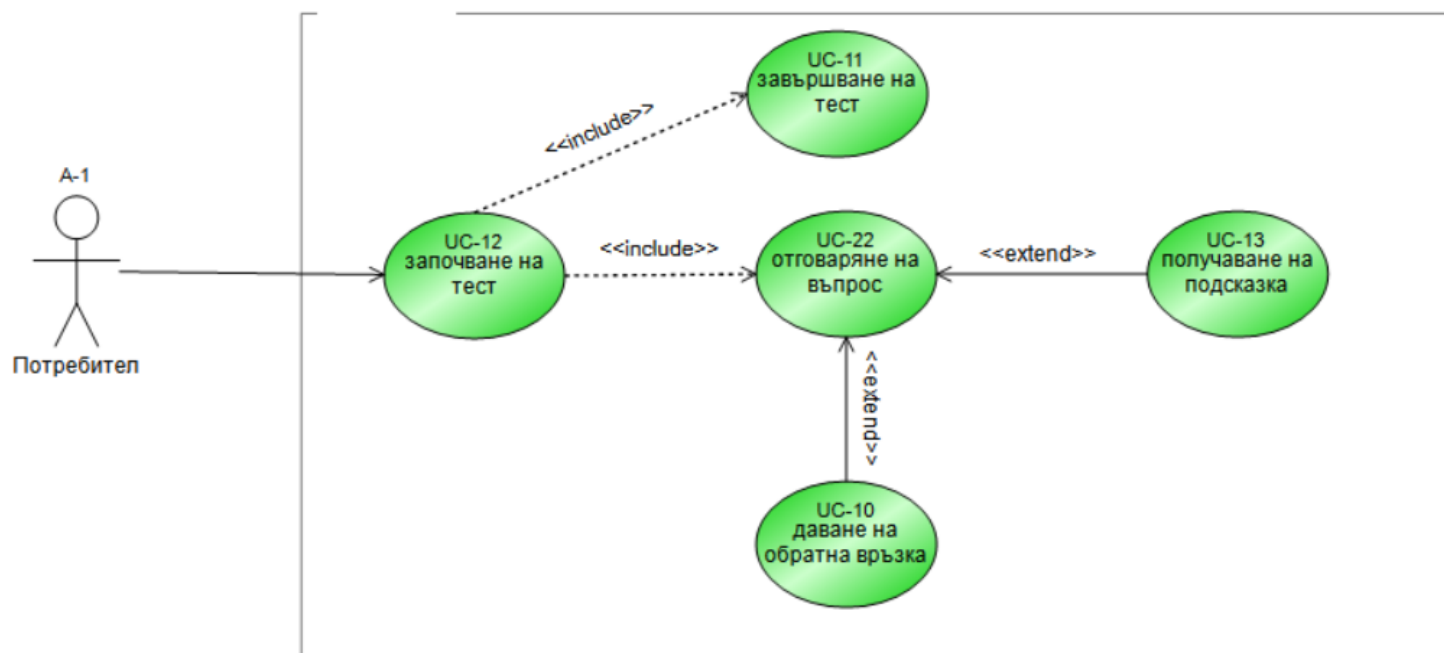 UC-11
завършване на
тест
<<include>>
A-1
Потребител
UC-12
започване на
тест
<<include>>
UC-22
отговаряне на
въпрос
<<extend>>
UC-13
получаване на
подсказка
<<extend>>
UC-10
даване на
обратна връзка